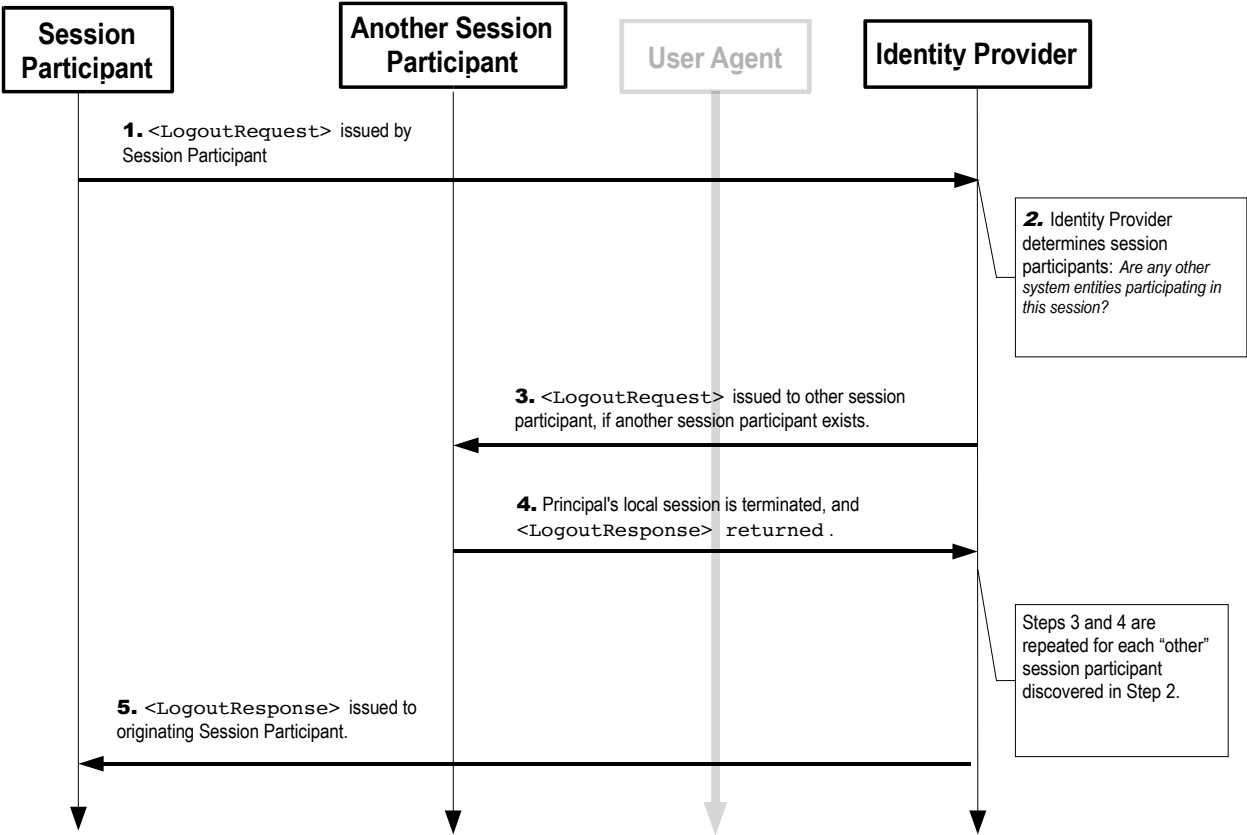 Session
Participant
Another Session
Participant
User Agent
Identity Provider
1. <LogoutRequest> issued by
Session Participant
2. Identity Provider
determines session
participants: Are any other
system entities participating in
this session?
3. <LogoutRequest> issued to other session
participant, if another session participant exists.
4. Principal's local session is terminated, and
<LogoutResponse> returned .
Steps 3 and 4 are
repeated for each “other”
session participant
discovered in Step 2.
5. <LogoutResponse> issued to
originating Session Participant.